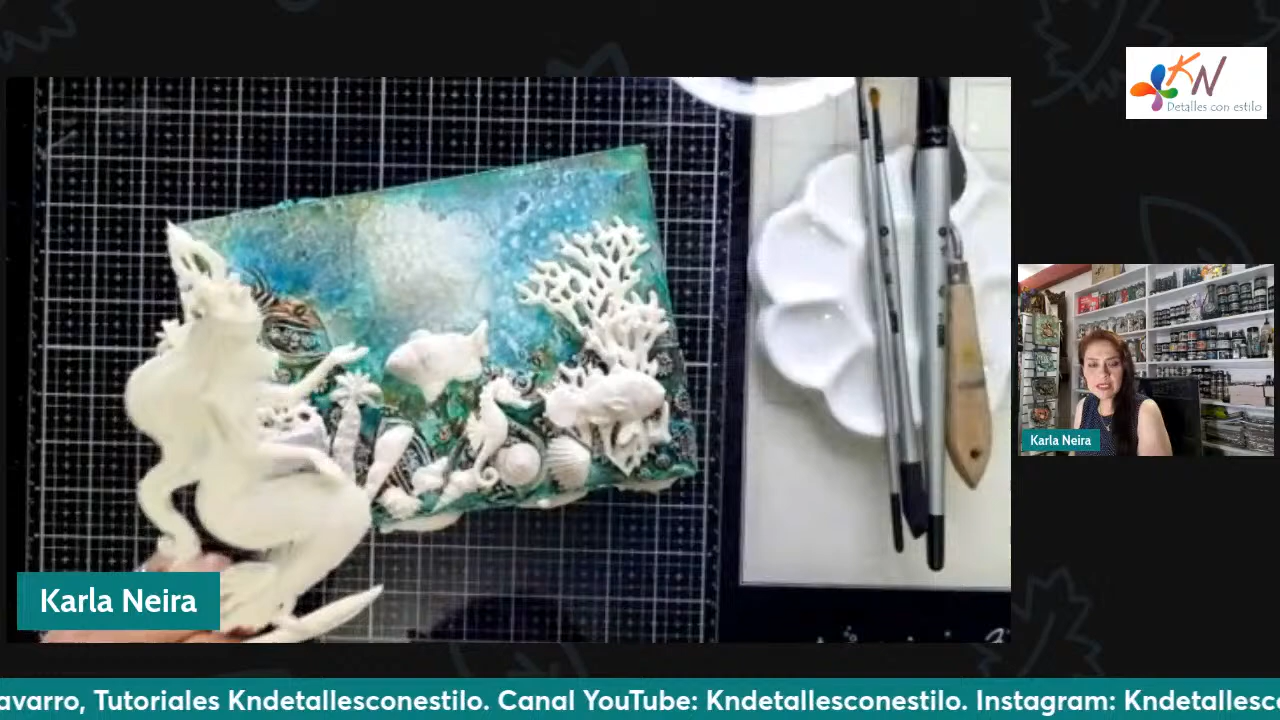 KN
Detalles con estilo
Karla Neira
Karla Neira
avarro, Tutoriales Kndetallesconestilo. Canal YouTube: Kndetallesconestilo. Instagram: Kndetallesc